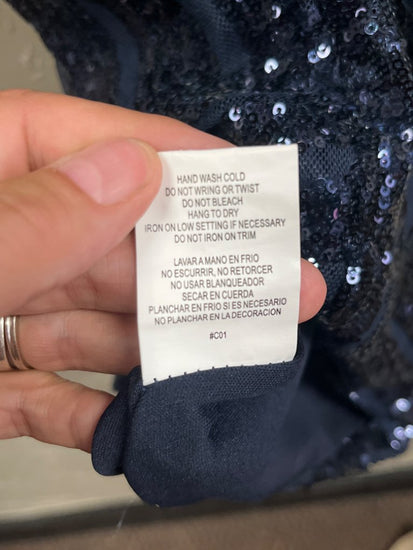 HAND WASH COLD
DO NOT WRING OR TWIST
DO NOT BLEACH
HANG TO DRY
IRON ON LOW SETTING IF NECESSARY
DO NOT IRON ON TRIM
LAVAR A MANO EN FRIO
NO ESCURRIR, NO RETORCER
NO USAR BLANQUEADOR
SECAR EN CUERDA
PLANCHAR EN FRIO SI ES NECESARIO
NO PLANCHAR EN LA DECORACION
#C01